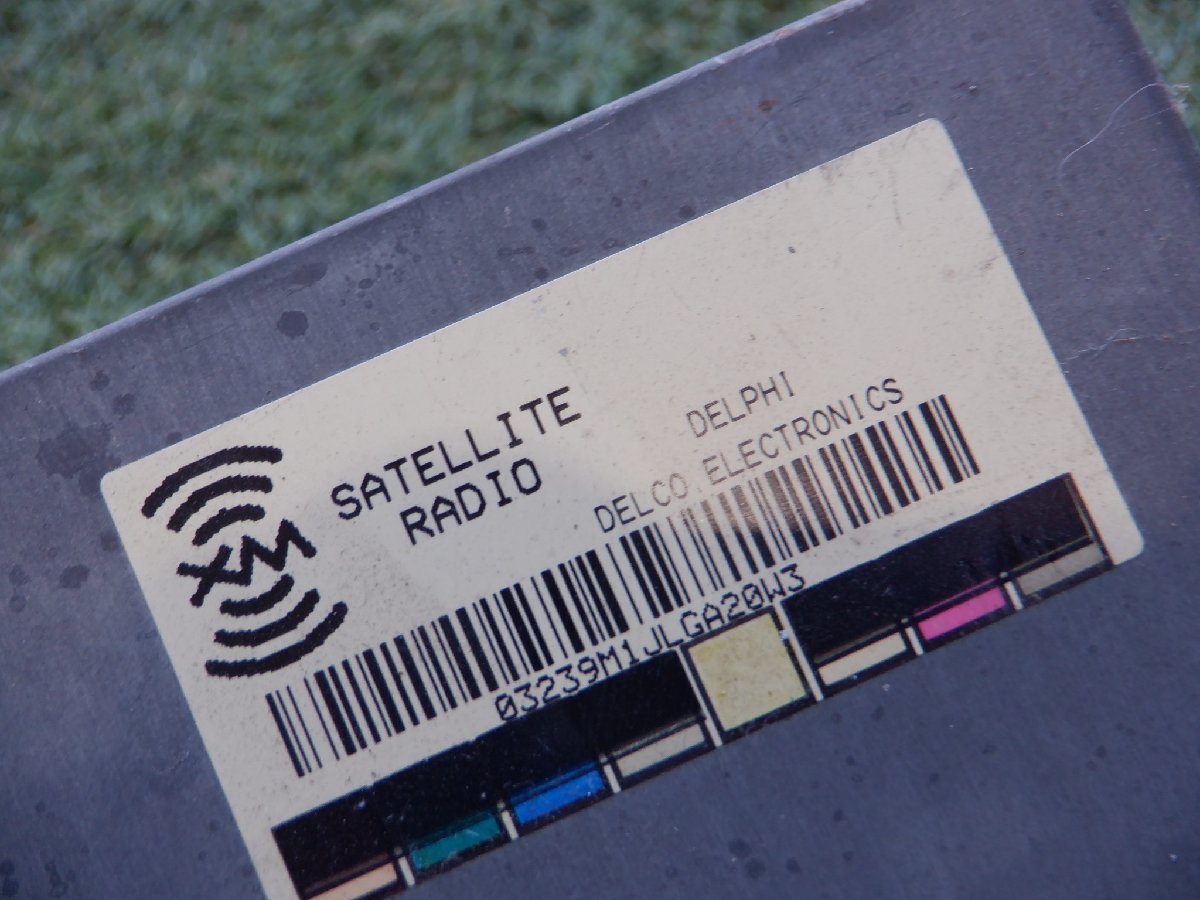 XM
SATELLITE
RADIO
DELPHI
DELCO ELECTRONICS
03239M1JLGA20W3